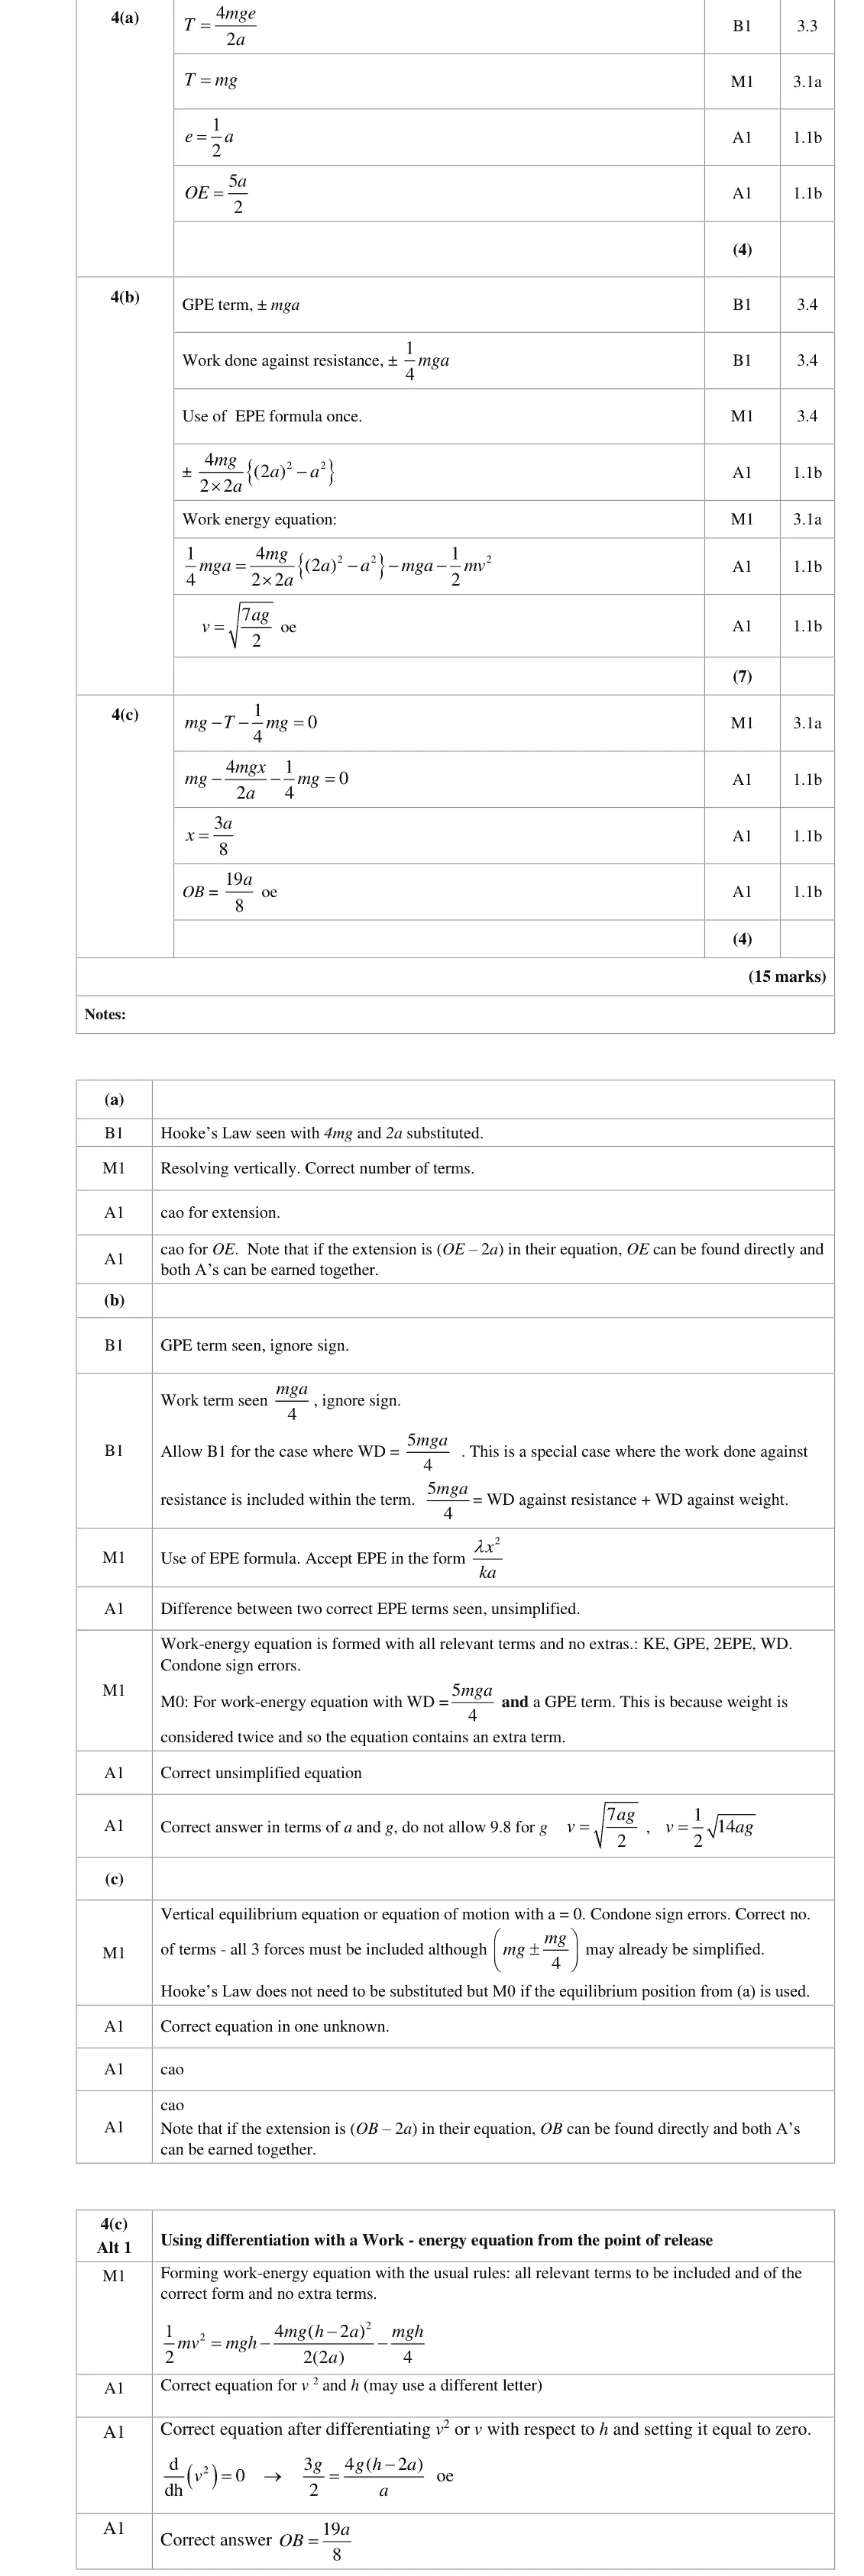 4(a) T = 4mge/2a B1 3.3
T = mg M1 3.1a
e = 1/2 a A1 1.1b
OE = 5a/2 A1 1.1b
(4)
4(b) GPE term, ± mga B1 3.4
Work done against resistance, ± 1/4 mga B1 3.4
Use of EPE formula once. M1 3.4
± 4mg/(2×2a) {(2a)² − a²} A1 1.1b
Work energy equation: M1 3.1a
1/4 mga = 4mg/(2×2a) {(2a)² − a²} − mga − 1/2 mv² A1 1.1b
v = √(7ag/2) oe A1 1.1b
(7)
4(c) mg − T − 1/4 mg = 0 M1 3.1a
mg − 4mgx/2a − 1/4 mg = 0 A1 1.1b
x = 3a/8 A1 1.1b
OB = 19a/8 oe A1 1.1b
(4)
(15 marks)
Notes:
(a)
B1 Hooke’s Law seen with 4mg and 2a substituted.
M1 Resolving vertically. Correct number of terms.
A1 cao for extension.
A1 cao for OE. Note that if the extension is (OE – 2a) in their equation, OE can be found directly and
both A’s can be earned together.
(b)
B1 GPE term seen, ignore sign.
B1 Work term seen mga/4 , ignore sign.
Allow B1 for the case where WD = 5mga/4 . This is a special case where the work done against
resistance is included within the term. 5mga/4 = WD against resistance + WD against weight.
M1 Use of EPE formula. Accept EPE in the form λx²/ka
A1 Difference between two correct EPE terms seen, unsimplified.
M1 Work-energy equation is formed with all relevant terms and no extras.: KE, GPE, 2EPE, WD.
Condone sign errors.
M0: For work-energy equation with WD = 5mga/4 and a GPE term. This is because weight is
considered twice and so the equation contains an extra term.
A1 Correct unsimplified equation
A1 Correct answer in terms of a and g, do not allow 9.8 for g v = √(7ag/2) , v = 1/2 √14ag
(c)
M1 Vertical equilibrium equation or equation of motion with a = 0. Condone sign errors. Correct no.
of terms - all 3 forces must be included although (mg ± mg/4) may already be simplified.
Hooke’s Law does not need to be substituted but M0 if the equilibrium position from (a) is used.
A1 Correct equation in one unknown.
A1 cao
A1 cao
Note that if the extension is (OB – 2a) in their equation, OB can be found directly and both A’s
can be earned together.
4(c)
Alt 1 Using differentiation with a Work - energy equation from the point of release
M1 Forming work-energy equation with the usual rules: all relevant terms to be included and of the
correct form and no extra terms.
1/2 mv² = mgh − 4mg(h − 2a)²/2(2a) − mgh/4
A1 Correct equation for v² and h (may use a different letter)
A1 Correct equation after differentiating v² or v with respect to h and setting it equal to zero.
d/dh (v²) = 0 → 3g/2 = 4g(h − 2a)/a oe
A1 Correct answer OB = 19a/8